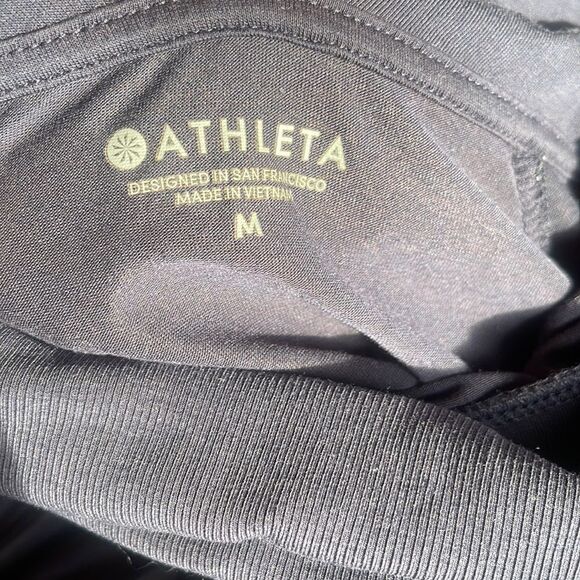 ATHLETA
DESIGNED IN SAN FRANCISCO
MADE IN VIETNAM
M